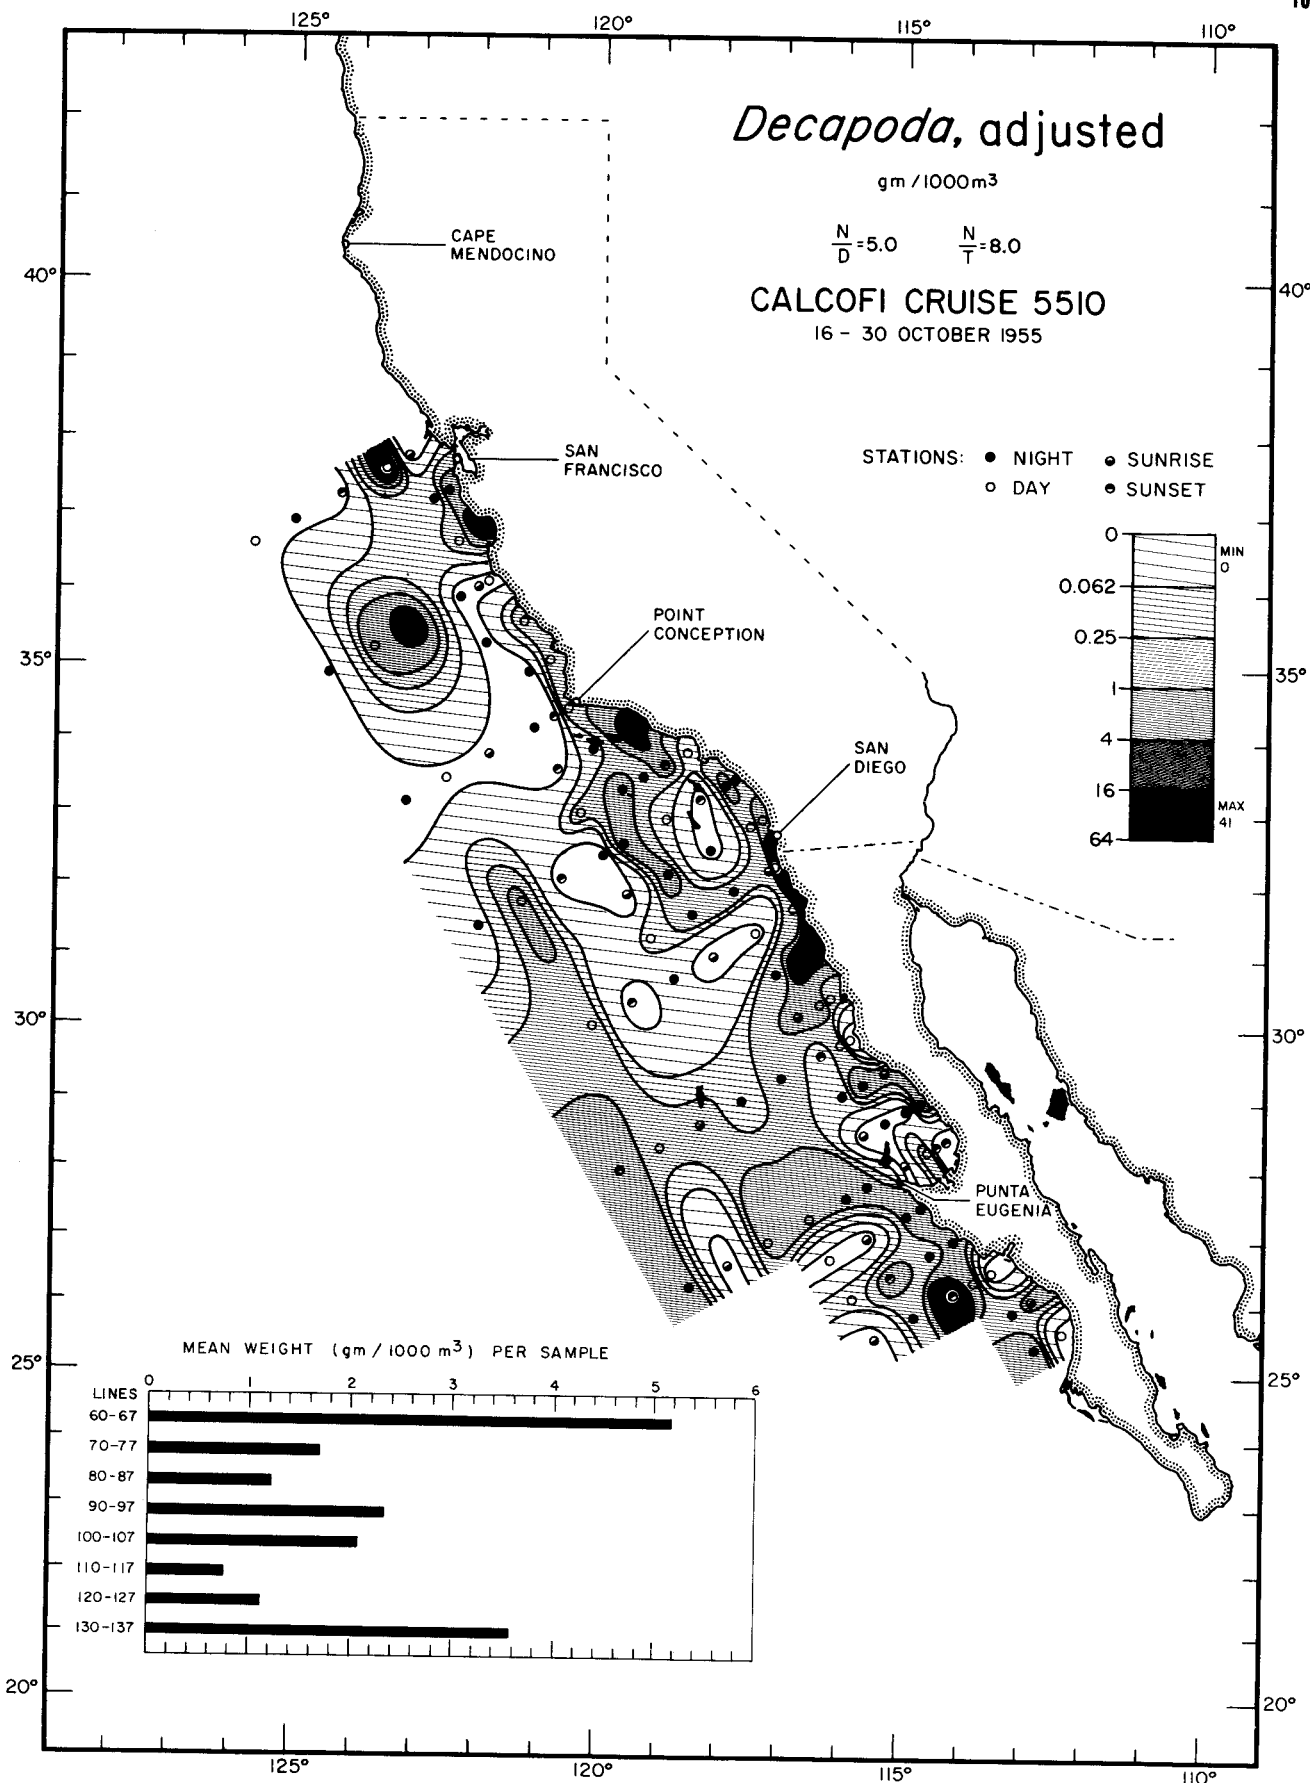 125° 120° 115° 110°
Decapoda, adjusted
gm/1000m³
N/D=5.0 N/T=8.0
CALCOFI CRUISE 5510
16 – 30 OCTOBER 1955
CAPE
MENDOCINO
40° 40°
SAN
FRANCISCO
STATIONS: ● NIGHT ◒ SUNRISE
○ DAY ◓ SUNSET
0
MIN
0
0.062
0.25
1
4
16
MAX
41
64
POINT
CONCEPTION
35° 35°
SAN
DIEGO
30° 30°
PUNTA
EUGENIA
25° 25°
MEAN WEIGHT (gm/1000 m³) PER SAMPLE
LINES 0 1 2 3 4 5 6
60-67
70-77
80-87
90-97
100-107
110-117
120-127
130-137
20° 20°
125° 120° 115° 110°